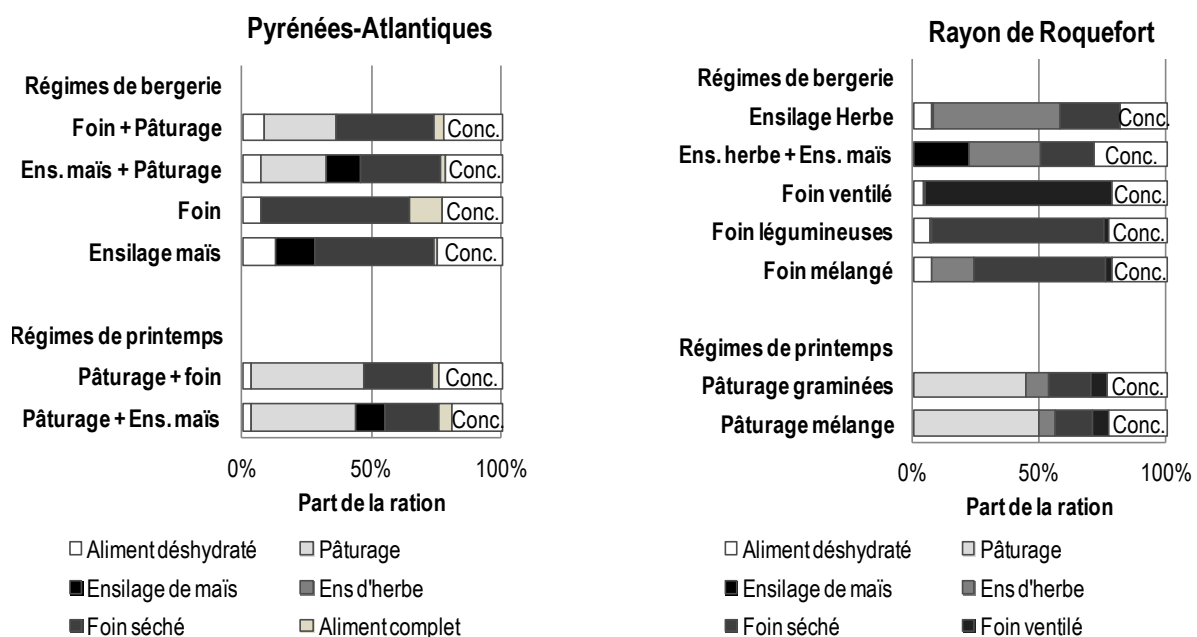 Pyrénées-Atlantiques
Régimes de bergerie
Foin + Pâturage
Conc.
Ens. maïs + Pâturage
Conc.
Foin
Conc.
Ensilage maïs
Conc.
Régimes de printemps
Pâturage + foin
Conc.
Pâturage + Ens. maïs
Conc.
0% 50% 100%
Part de la ration
Aliment déshydraté Pâturage
Ensilage de maïs Ens d'herbe
Foin séché Aliment complet
Rayon de Roquefort
Régimes de bergerie
Ensilage Herbe
Conc.
Ens. herbe + Ens. maïs
Conc.
Foin ventilé
Conc.
Foin légumineuses
Conc.
Foin mélangé
Conc.
Régimes de printemps
Pâturage graminées
Conc.
Pâturage mélange
Conc.
0% 50% 100%
Part de la ration
Aliment déshydraté Pâturage
Ensilage de maïs Ens d'herbe
Foin séché Foin ventilé